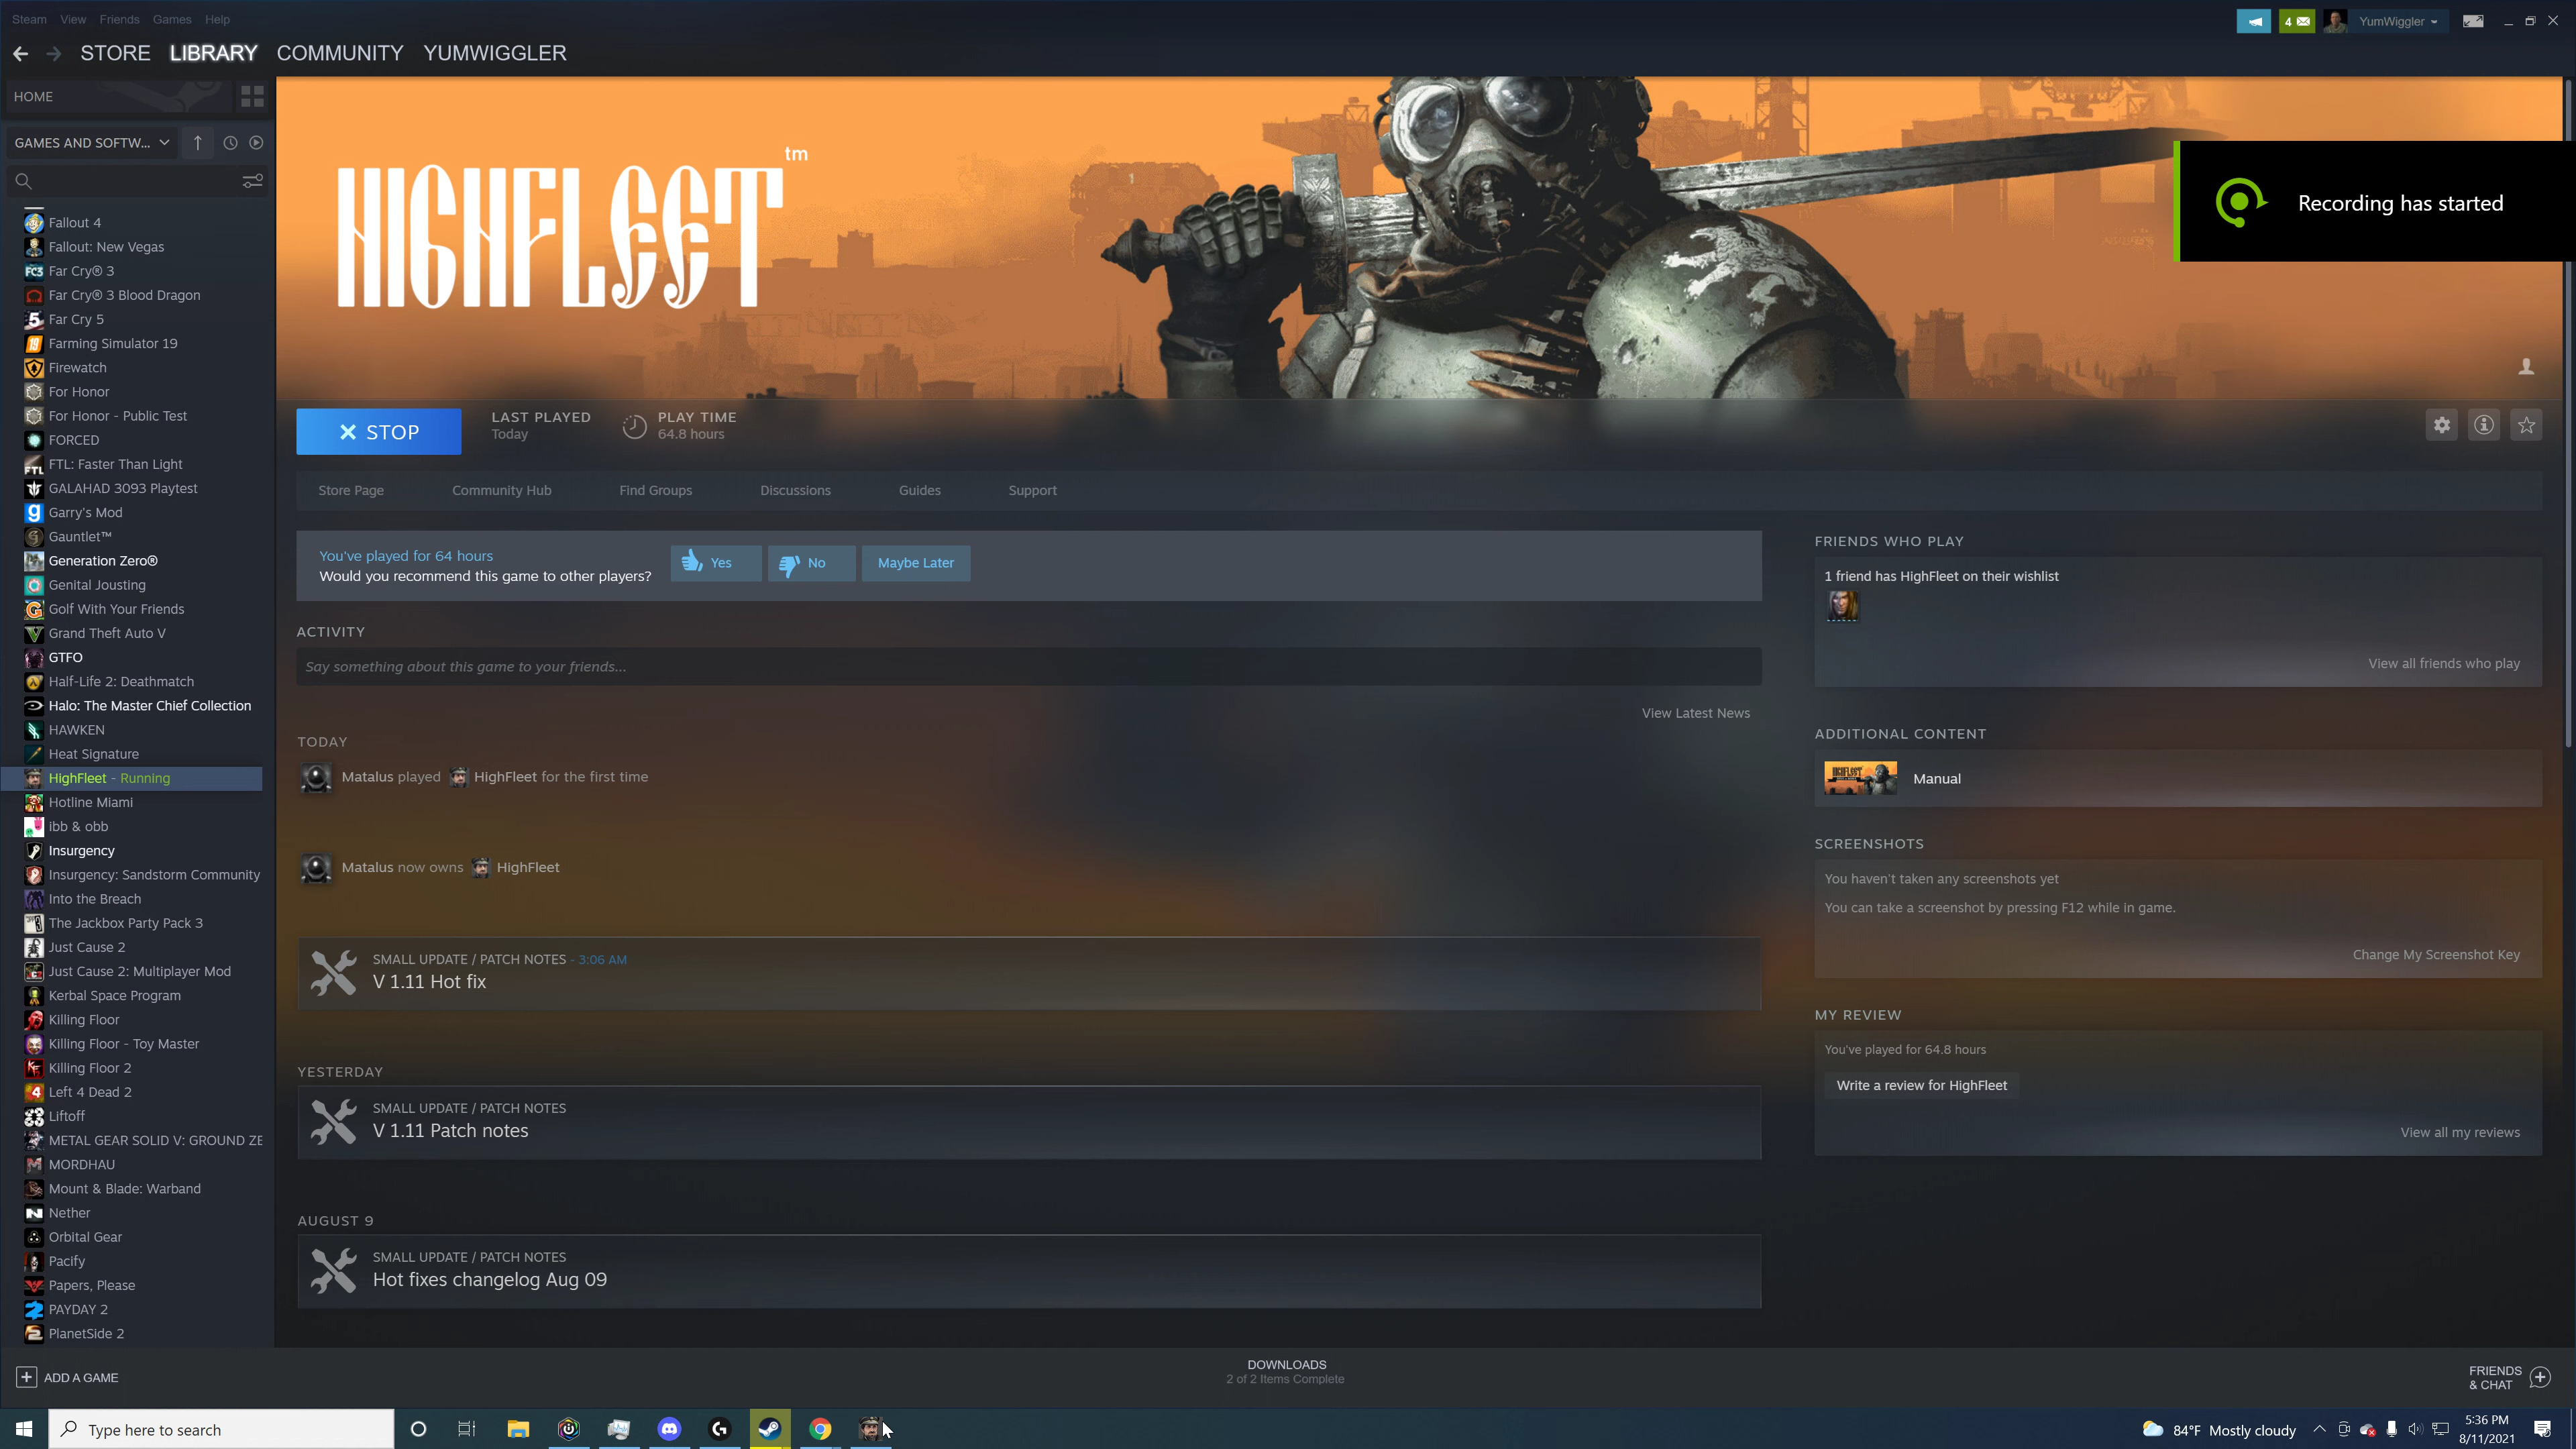 Steam View Friends Games Help
4 YumWiggler
STORE LIBRARY COMMUNITY YUMWIGGLER
HOME
GAMES AND SOFTW...
Fallout 4
Fallout: New Vegas
FC3 Far Cry® 3
Far Cry® 3 Blood Dragon
5 Far Cry 5
19 Farming Simulator 19
Firewatch
For Honor
For Honor - Public Test
FORCED
FTL FTL: Faster Than Light
GALAHAD 3093 Playtest
g Garry's Mod
Gauntlet™
Generation Zero®
Genital Jousting
G Golf With Your Friends
V Grand Theft Auto V
GTFO
Half-Life 2: Deathmatch
Halo: The Master Chief Collection
HAWKEN
Heat Signature
HighFleet - Running
Hotline Miami
ibb & obb
Insurgency
Insurgency: Sandstorm Community
Into the Breach
The Jackbox Party Pack 3
Just Cause 2
Just Cause 2: Multiplayer Mod
Kerbal Space Program
Killing Floor
Killing Floor - Toy Master
KF Killing Floor 2
4 Left 4 Dead 2
Liftoff
METAL GEAR SOLID V: GROUND ZE
M MORDHAU
Mount & Blade: Warband
N Nether
Orbital Gear
Pacify
Papers, Please
2 PAYDAY 2
2 PlanetSide 2
ADD A GAME
HIGHFLEET tm
1
Recording has started
STOP
LAST PLAYED
Today
PLAY TIME
64.8 hours
Store Page Community Hub Find Groups Discussions Guides Support
You've played for 64 hours
Would you recommend this game to other players?
Yes No Maybe Later
ACTIVITY
Say something about this game to your friends...
View Latest News
TODAY
Matalus played HighFleet for the first time
Matalus now owns HighFleet
SMALL UPDATE / PATCH NOTES - 3:06 AM
V 1.11 Hot fix
YESTERDAY
SMALL UPDATE / PATCH NOTES
V 1.11 Patch notes
AUGUST 9
SMALL UPDATE / PATCH NOTES
Hot fixes changelog Aug 09
FRIENDS WHO PLAY
1 friend has HighFleet on their wishlist
View all friends who play
ADDITIONAL CONTENT
HIGHFLEET Manual
SCREENSHOTS
You haven't taken any screenshots yet
You can take a screenshot by pressing F12 while in game.
Change My Screenshot Key
MY REVIEW
You've played for 64.8 hours
Write a review for HighFleet
View all my reviews
DOWNLOADS
2 of 2 Items Complete
FRIENDS
& CHAT
Type here to search
84°F Mostly cloudy
5:36 PM
8/11/2021